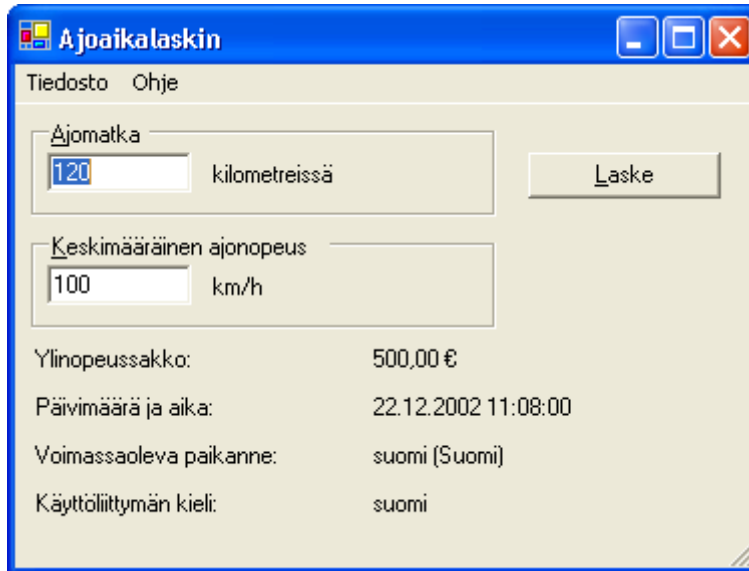 Ajoaikalaskin
Tiedosto Ohje
Ajomatka
120 kilometreissä
Laske
Keskimääräinen ajonopeus
100 km/h
Ylinopeussakko: 500,00 €
Päivimäärä ja aika: 22.12.2002 11:08:00
Voimassaoleva paikanne: suomi (Suomi)
Käyttöliittymän kieli: suomi